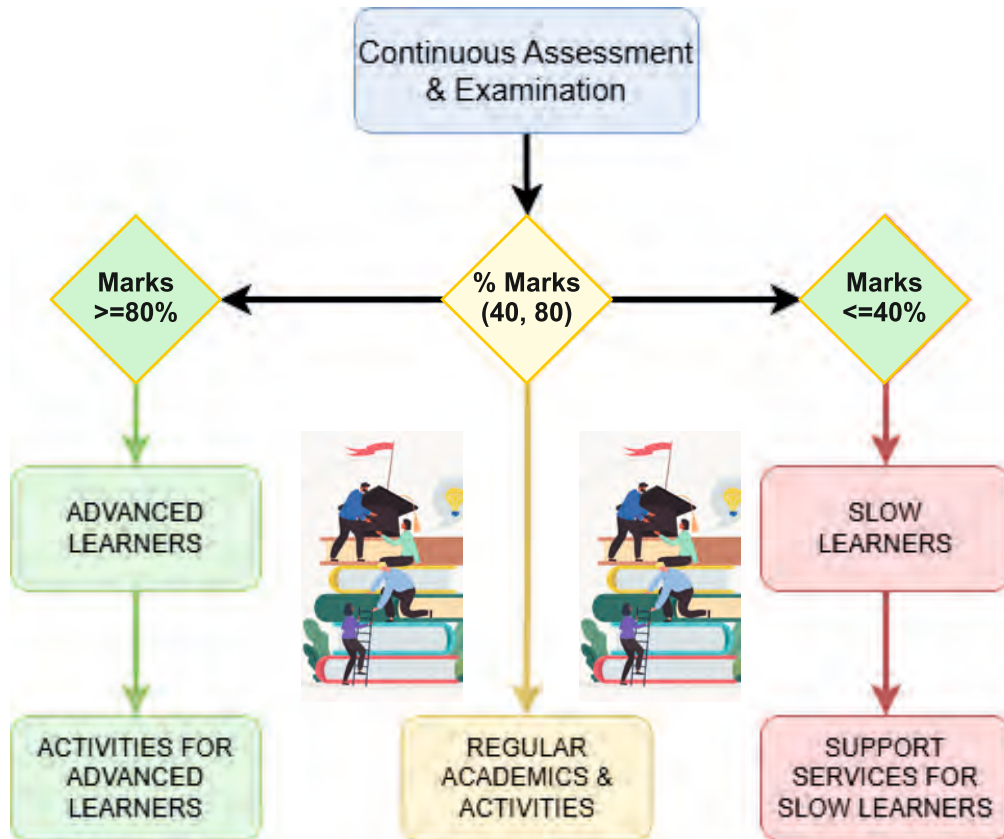 Continuous Assessment
& Examination
Marks
>=80%
% Marks
(40, 80)
Marks
<=40%
ADVANCED
LEARNERS
SLOW
LEARNERS
ACTIVITIES FOR
ADVANCED
LEARNERS
REGULAR
ACADEMICS &
ACTIVITIES
SUPPORT
SERVICES FOR
SLOW LEARNERS